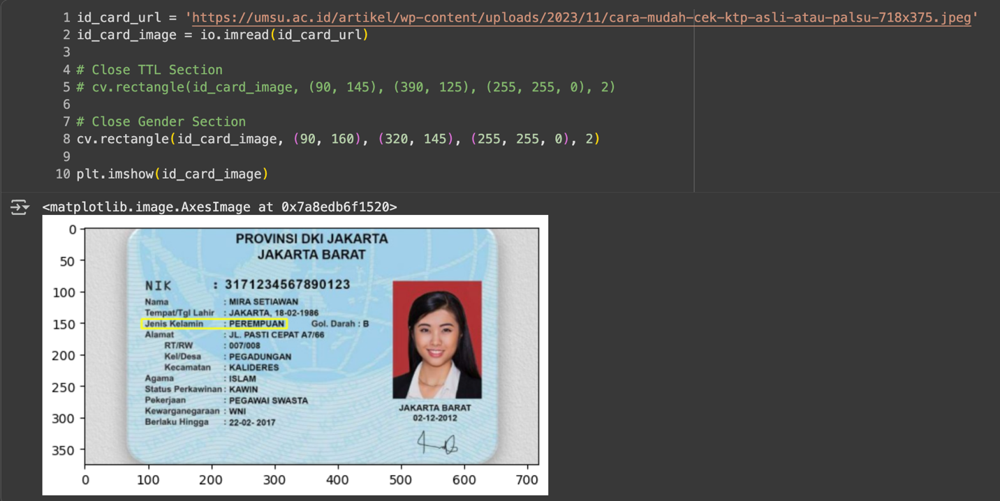 1 id_card_url = 'https://umsu.ac.id/artikel/wp-content/uploads/2023/11/cara-mudah-cek-ktp-asli-atau-palsu-718x375.jpeg'
2 id_card_image = io.imread(id_card_url)
3
4 # Close TTL Section
5 # cv.rectangle(id_card_image, (90, 145), (390, 125), (255, 255, 0), 2)
6
7 # Close Gender Section
8 cv.rectangle(id_card_image, (90, 160), (320, 145), (255, 255, 0), 2)
9
10 plt.imshow(id_card_image)
<matplotlib.image.AxesImage at 0x7a8edb6f1520>
0
50
100
150
200
250
300
350
PROVINSI DKI JAKARTA
JAKARTA BARAT
NIK : 3171234567890123
Nama : MIRA SETIAWAN
Tempat/Tgl Lahir : JAKARTA, 18-02-1986
Jenis Kelamin : PEREMPUAN Gol. Darah : B
Alamat : JL. PASTI CEPAT A7/66
RT/RW : 007/008
Kel/Desa : PEGADUNGAN
Kecamatan : KALIDERES
Agama : ISLAM
Status Perkawinan : KAWIN
Pekerjaan : PEGAWAI SWASTA
Kewarganegaraan : WNI
Berlaku Hingga : 22-02- 2017
JAKARTA BARAT
02-12-2012
0 100 200 300 400 500 600 700